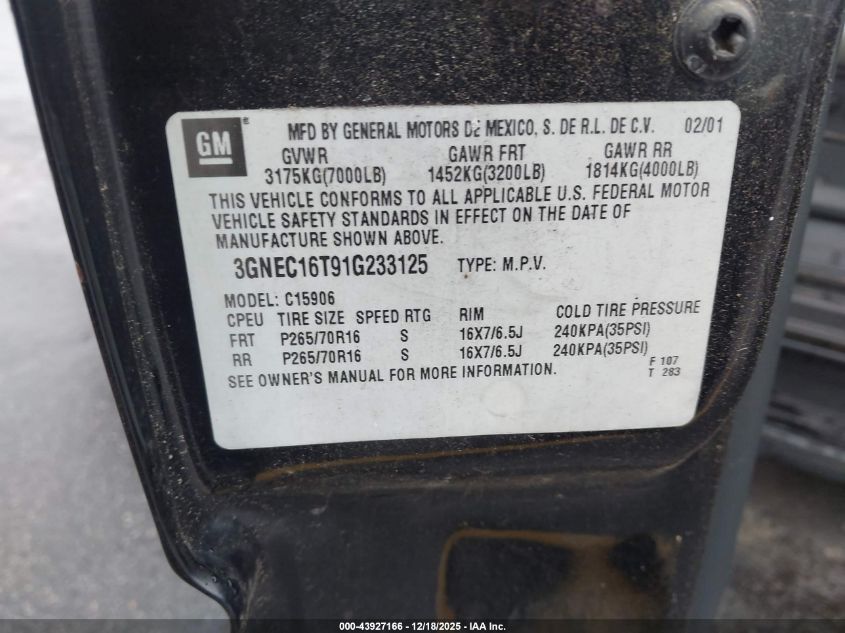 GM ® MFD BY GENERAL MOTORS DE MEXICO, S. DE R.L. DE C.V. 02/01
GVWR GAWR FRT GAWR RR
3175KG(7000LB) 1452KG(3200LB) 1814KG(4000LB)
THIS VEHICLE CONFORMS TO ALL APPLICABLE U.S. FEDERAL MOTOR
VEHICLE SAFETY STANDARDS IN EFFECT ON THE DATE OF
MANUFACTURE SHOWN ABOVE.
3GNEC16T91G233125 TYPE: M.P.V.
MODEL: C15906
CPEU TIRE SIZE SPEED RTG RIM COLD TIRE PRESSURE
FRT P265/70R16 S 16X7/6.5J 240KPA(35PSI)
RR P265/70R16 S 16X7/6.5J 240KPA(35PSI)
SEE OWNER'S MANUAL FOR MORE INFORMATION.
F 107
T 283
000-43927166 - 12/18/2025 - IAA Inc.